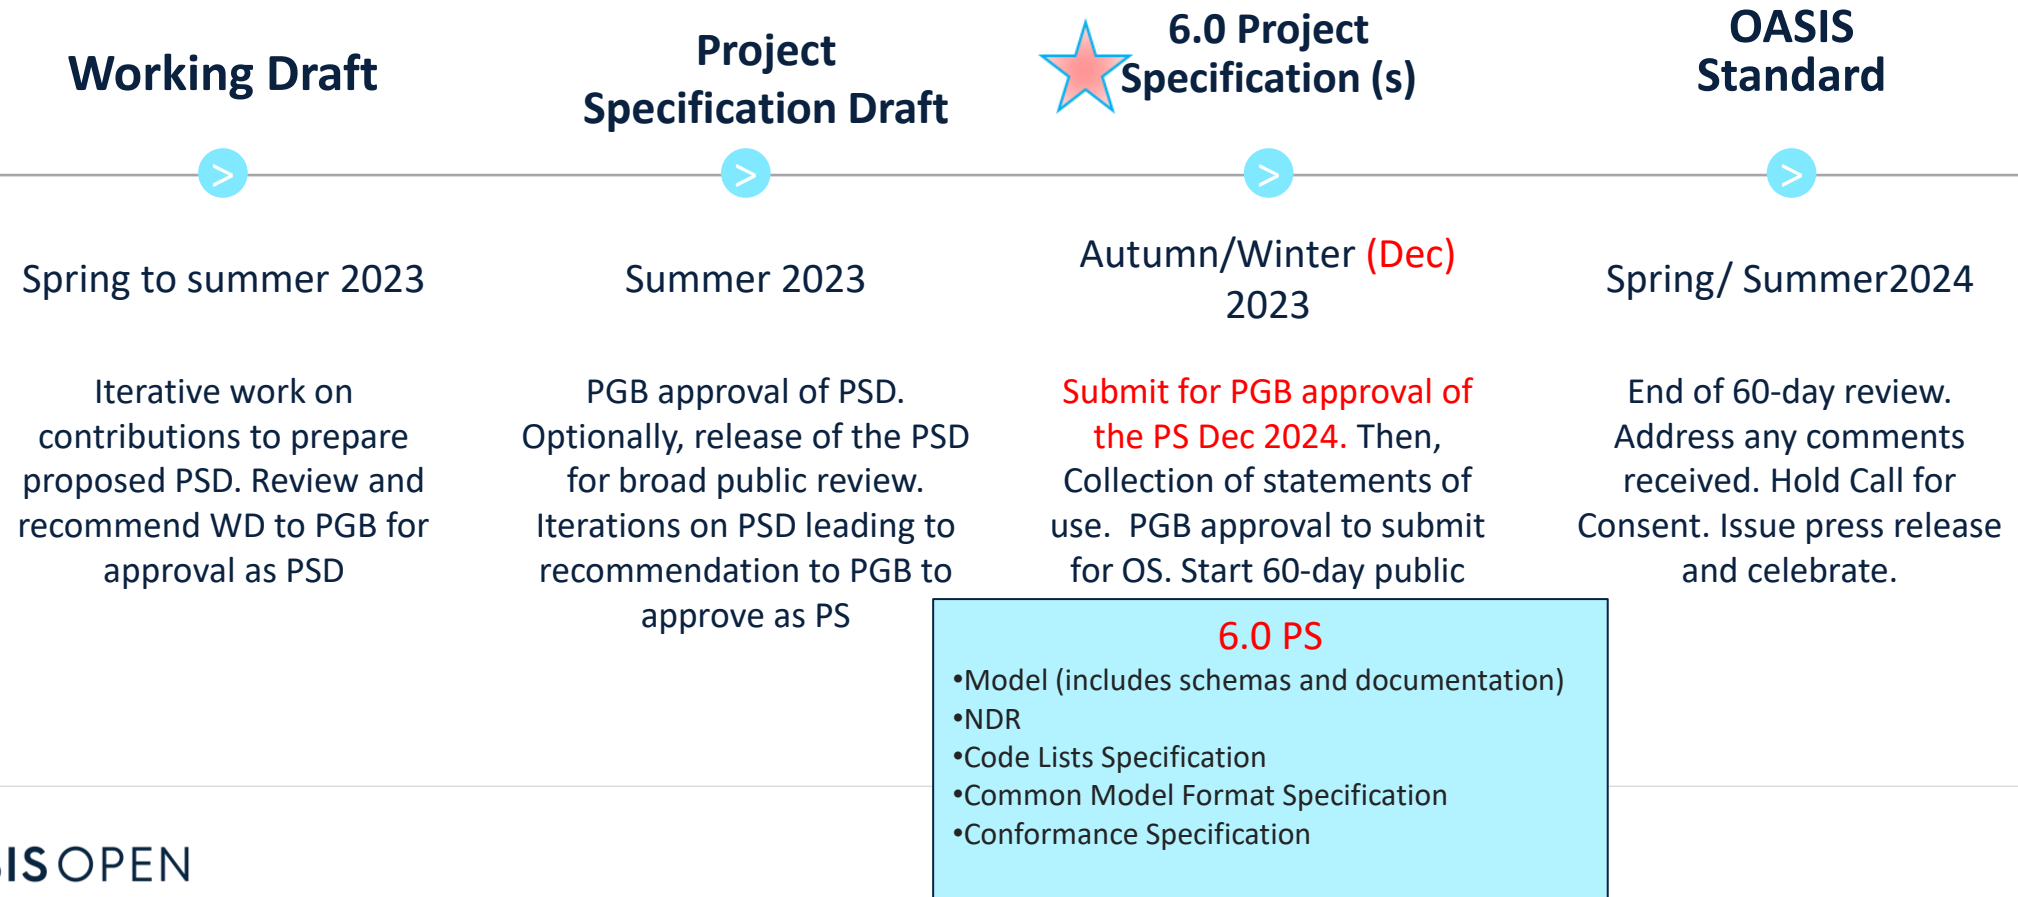 Working Draft
Project
Specification Draft
6.0 Project
Specification (s)
OASIS
Standard
>
>
>
>
Spring to summer 2023
Summer 2023
Autumn/Winter (Dec)
2023
Spring/ Summer2024
Iterative work on
contributions to prepare
proposed PSD. Review and
recommend WD to PGB for
approval as PSD
PGB approval of PSD.
Optionally, release of the PSD
for broad public review.
Iterations on PSD leading to
recommendation to PGB to
approve as PS
Submit for PGB approval of
the PS Dec 2024. Then,
Collection of statements of
use. PGB approval to submit
for OS. Start 60-day public
End of 60-day review.
Address any comments
received. Hold Call for
Consent. Issue press release
and celebrate.
6.0 PS
•Model (includes schemas and documentation)
•NDR
•Code Lists Specification
•Common Model Format Specification
•Conformance Specification
IS OPEN